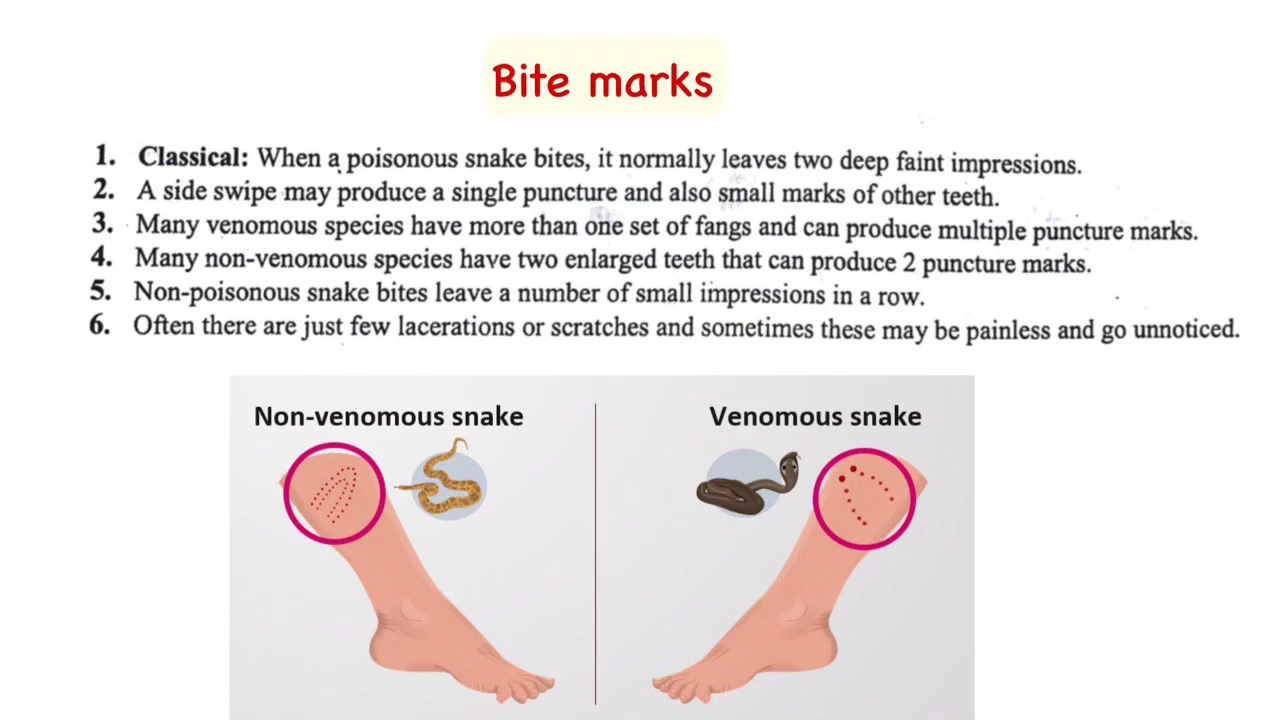 Bite marks
1. Classical: When a poisonous snake bites, it normally leaves two deep faint impressions.
2. A side swipe may produce a single puncture and also small marks of other teeth.
3. Many venomous species have more than one set of fangs and can produce multiple puncture marks.
4. Many non-venomous species have two enlarged teeth that can produce 2 puncture marks.
5. Non-poisonous snake bites leave a number of small impressions in a row.
6. Often there are just few lacerations or scratches and sometimes these may be painless and go unnoticed.
Non-venomous snake
Venomous snake